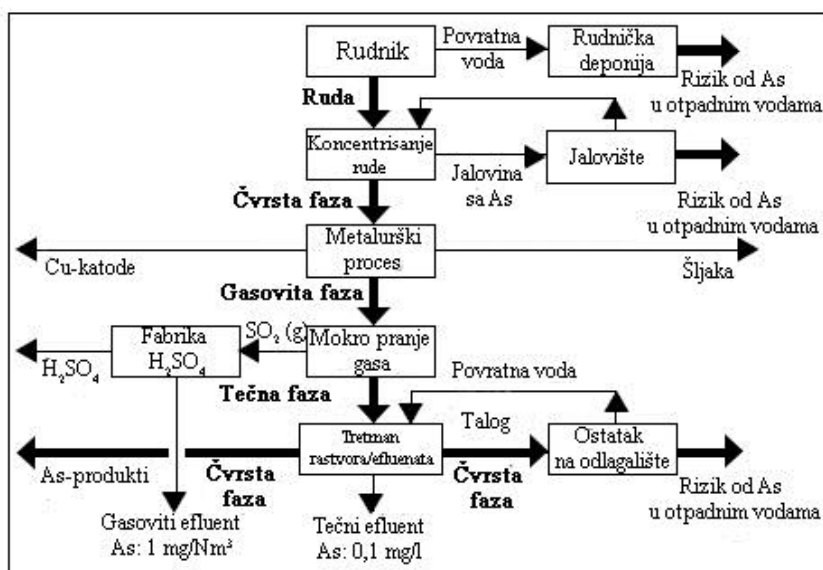 Rudnik
Povratna
voda
Rudnička
deponija
Rizik od As
u otpadnim vodama
Ruda
Koncentrisanje
rude
Jalovina
sa As
Jalovište
Rizik od As
u otpadnim vodama
Čvrsta faza
Metalurški
proces
Cu-katode
Šljaka
Gasovita faza
Fabrika
H₂SO₄
SO₂ (g)
Mokro pranje
gasa
H₂SO₄
Povratna voda
Tečna faza
Talog
Tretman
rastvora/efluenata
Ostatak
na odlagalište
As-produkti
Čvrsta
faza
Čvrsta
faza
Rizik od As
u otpadnim vodama
Gasoviti efluent
As: 1 mg/Nm³
Tečni efluent
As: 0,1 mg/l